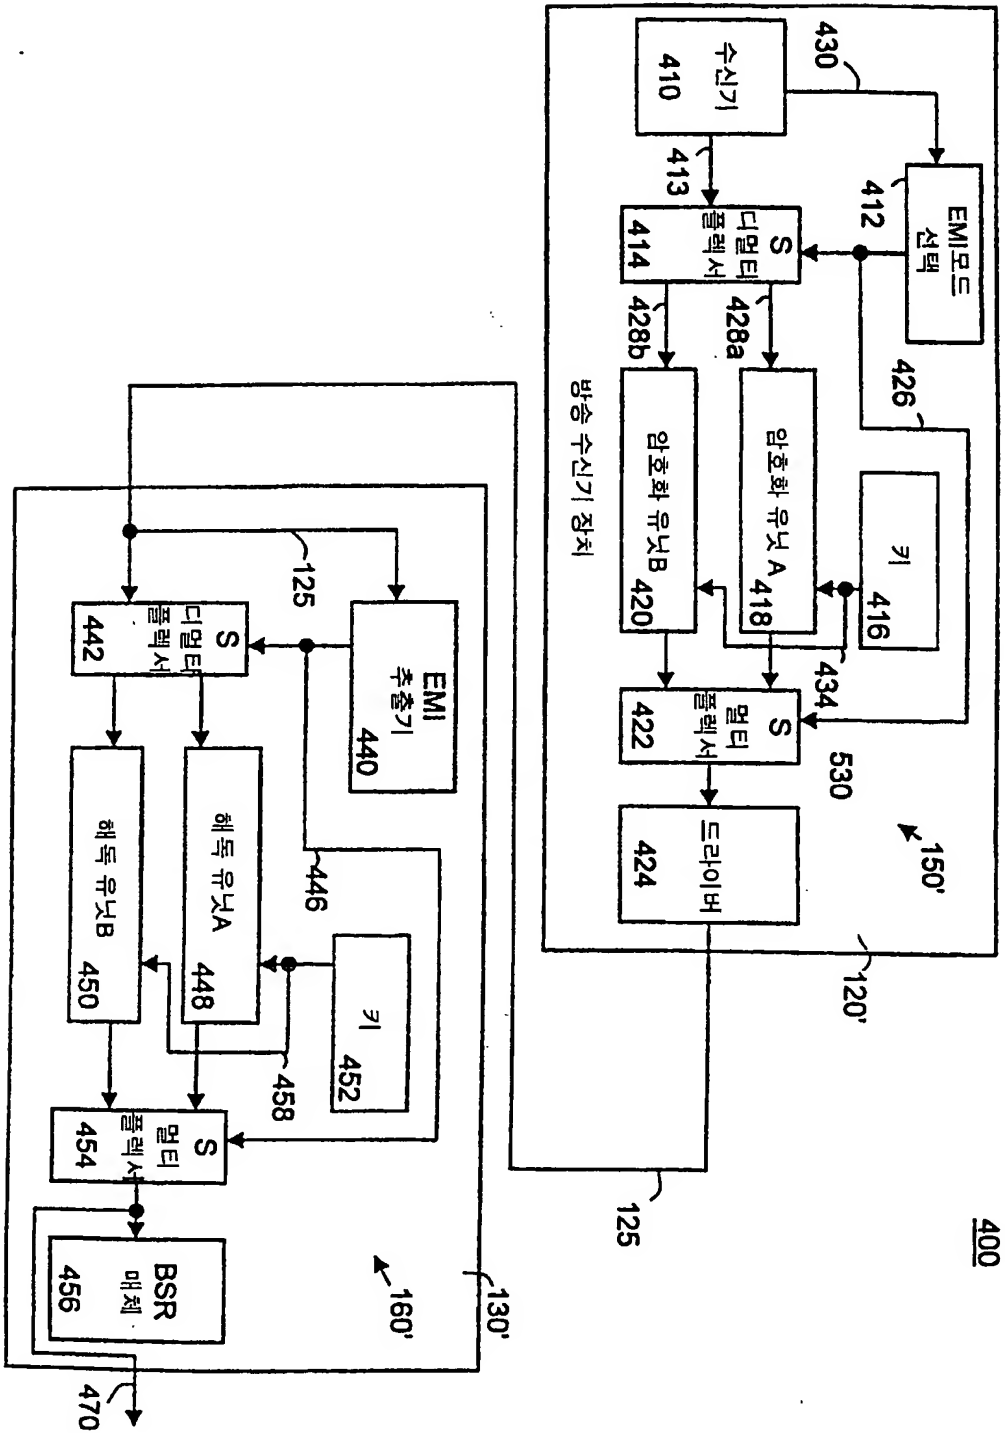 400
430
수신기
410
413
EMI모드
선택
412
S
디멀티
플렉서
414
428a
428b
426
암호화 유닛 A
418
암호화 유닛B
420
키
416
434
S
멀티
플렉서
422
530
드라이버
424
150'
120'
방송 수신기 장치
125
125
EMI
추출기
440
S
디멀티
플렉서
442
446
해독 유닛A
448
해독 유닛B
450
키
452
458
S
멀티
플렉서
454
BSR
매체
456
160'
130'
470